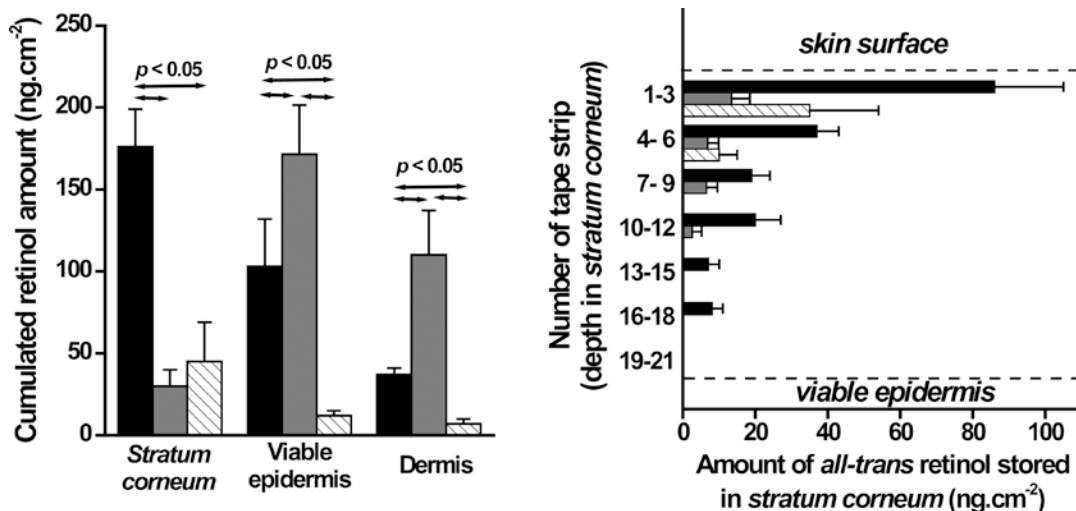 250
200
150
100
50
0
Cumulated retinol amount (ng.cm-2)
p < 0.05
p < 0.05
p < 0.05
Stratum
corneum
Viable
epidermis
Dermis
skin surface
1-3
4- 6
7- 9
10-12
13-15
16-18
19-21
Number of tape strip
(depth in stratum corneum)
viable epidermis
0 20 40 60 80 100
Amount of all-trans retinol stored
in stratum corneum (ng.cm-2)